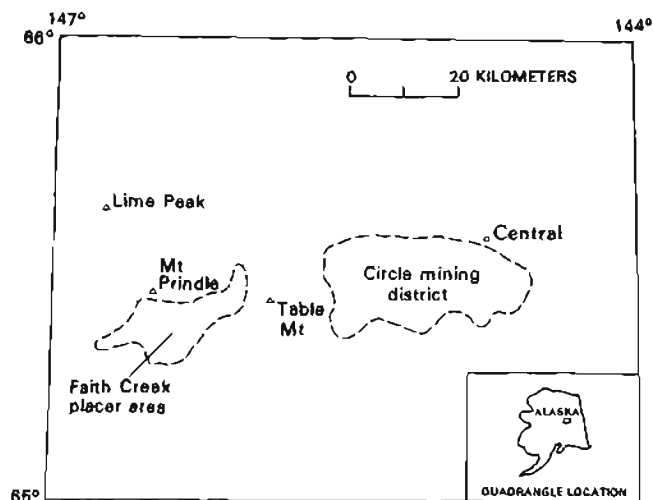 147°
144°
66°
0 20 KILOMETERS
Lime Peak
Central
Mt
Prindle
Circle mining
district
Table
Mt
Faith Creek
placer area
ALASKA
65°
QUADRANGLE LOCATION